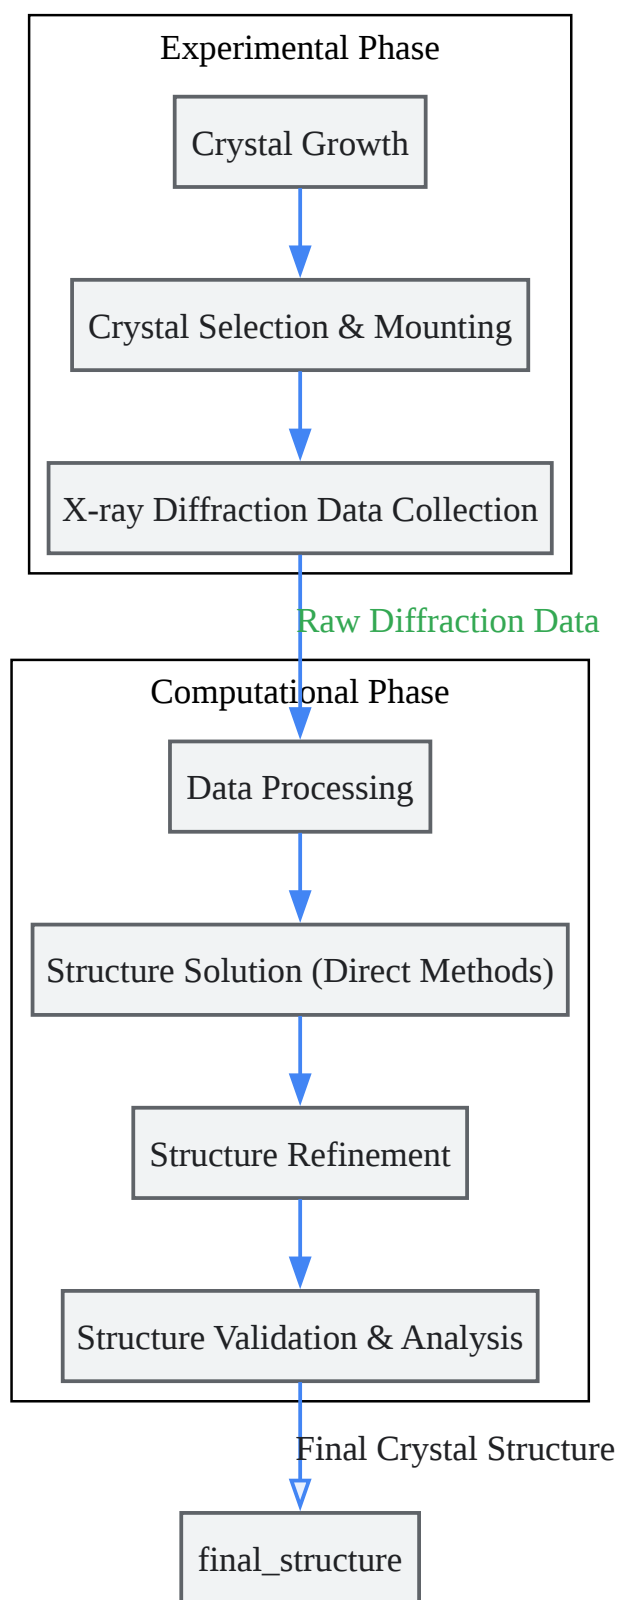 Experimental Phase
Crystal Growth
Crystal Selection & Mounting
X-ray Diffraction Data Collection
Raw Diffraction Data
Computational Phase
Data Processing
Structure Solution (Direct Methods)
Structure Refinement
Structure Validation & Analysis
Final Crystal Structure
final_structure